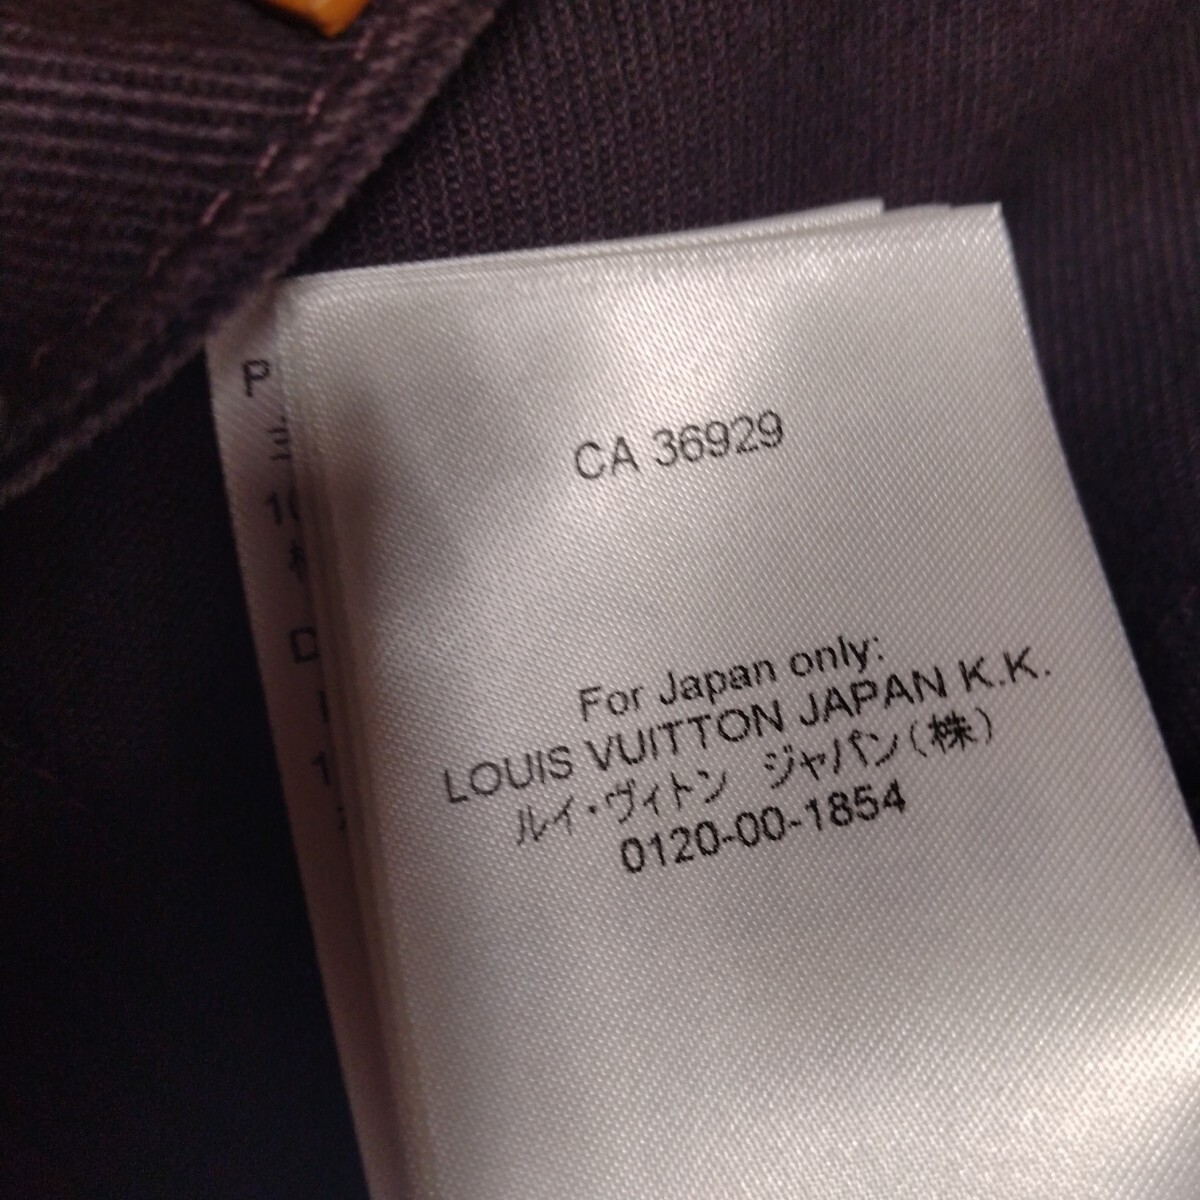 CA 36929
For Japan only:
LOUIS VUITTON JAPAN K.K.
ルイ・ヴィトン ジャパン(株)
0120-00-1854
P
D